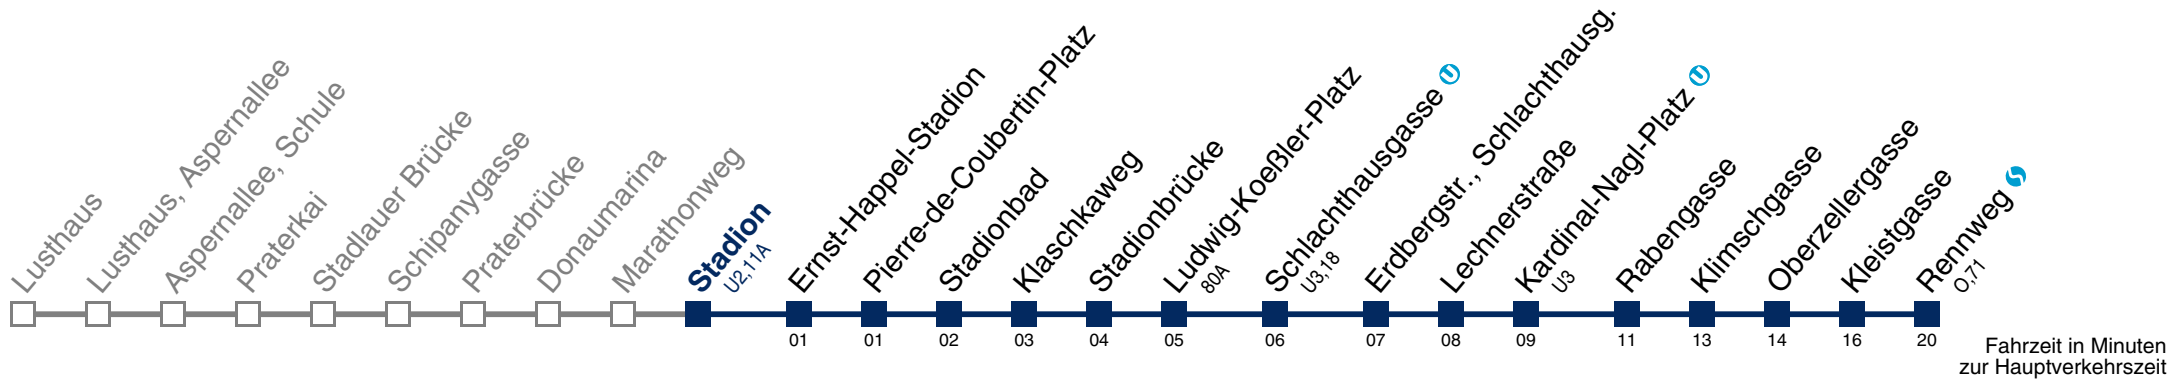 Lusthaus
Lusthaus, Aspernallee
Aspernallee, Schule
Praterkai
Stadlauer Brücke
Schipanygasse
Praterbrücke
Donaumarina
Marathonweg
Stadion
U2,11A
Ernst-Happel-Stadion
Pierre-de-Coubertin-Platz
Stadionbad
Klaschkaweg
Stadionbrücke
Ludwig-Koeßler-Platz
80A
Schlachthausgasse U
U3,18
Erdbergstr., Schlachthausg.
Lechnerstraße
Kardinal-Nagl-Platz U
U3
Rabengasse
Klimschgasse
Oberzellergasse
Kleistgasse
Rennweg S
O,71
01 01 02 03 04 05 06 07 08 09 11 13 14 16 20
Fahrzeit in Minuten
zur Hauptverkehrszeit